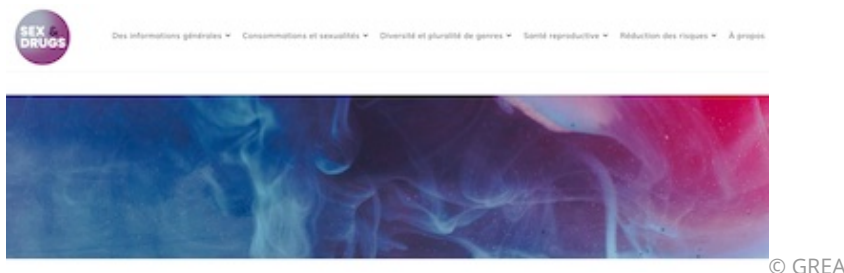 SEX &
DRUGS
Des informations générales Consommations et sexualités Diversité et pluralité de genres Santé reproductive Réduction des risques À propos
© GREA